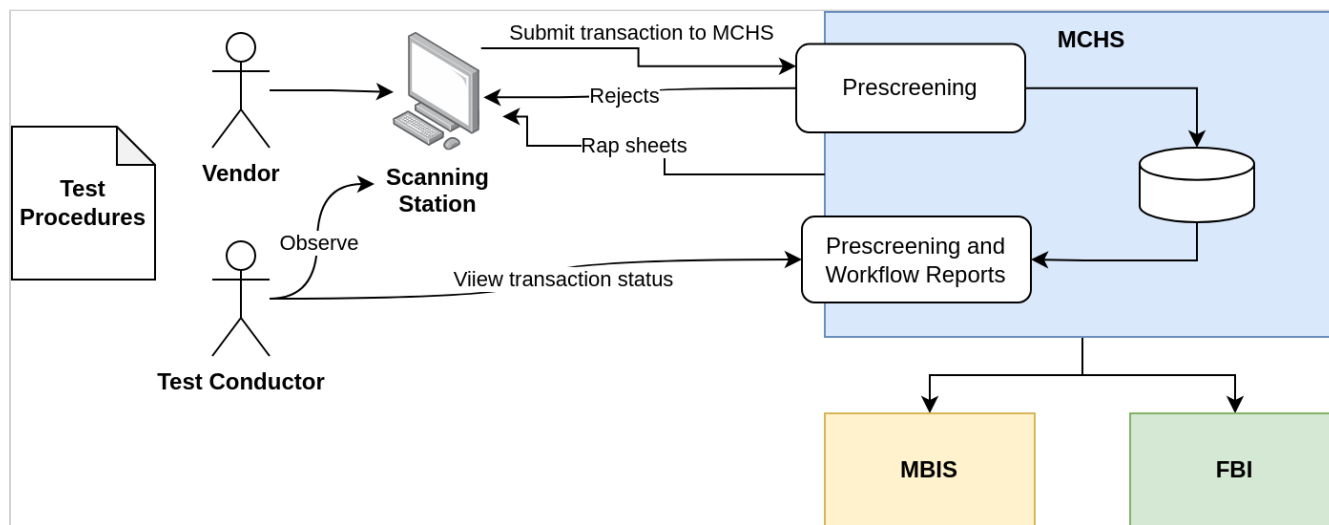 Submit transaction to MCHS
MCHS
Prescreening
Rejects
Rap sheets
Vendor
Scanning
Station
Test
Procedures
Observe
Viiew transaction status
Prescreening and
Workflow Reports
Test Conductor
MBIS
FBI